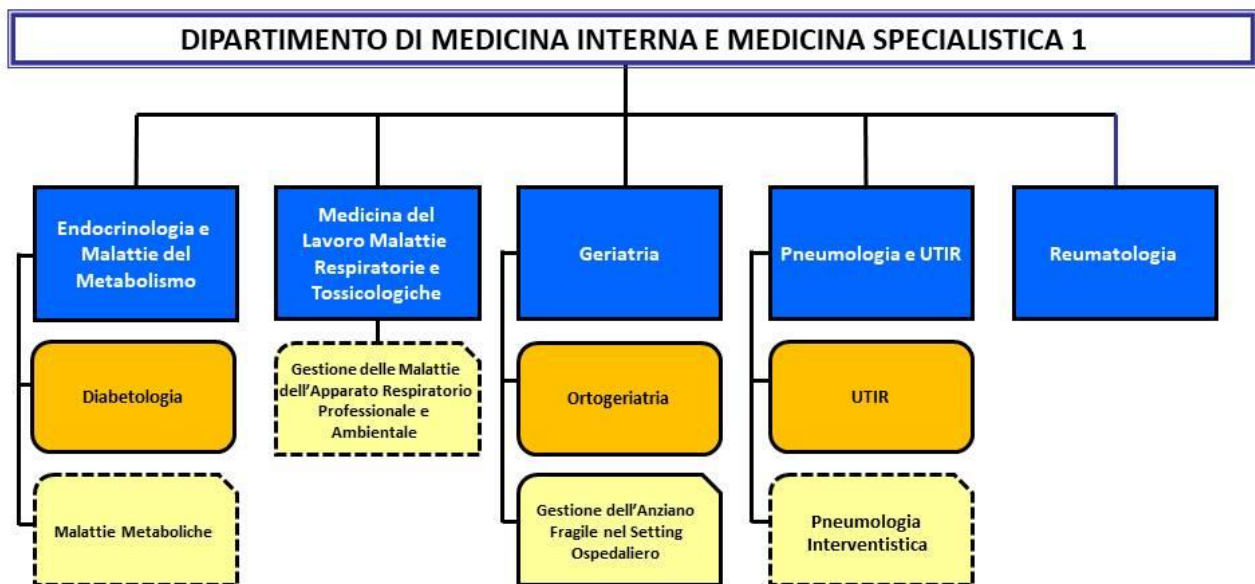 DIPARTIMENTO DI MEDICINA INTERNA E MEDICINA SPECIALISTICA 1
Endocrinologia e
Malattie del
Metabolismo
Medicina del
Lavoro Malattie
Respiratorie e
Tossicologiche
Geriatria
Pneumologia e UTIR
Reumatologia
Diabetologia
Gestione delle Malattie
dell'Apparato Respiratorio
Professionale e
Ambientale
Ortogeriatria
UTIR
Malattie Metaboliche
Gestione dell'Anziano
Fragile nel Setting
Ospedaliero
Pneumologia
Interventistica